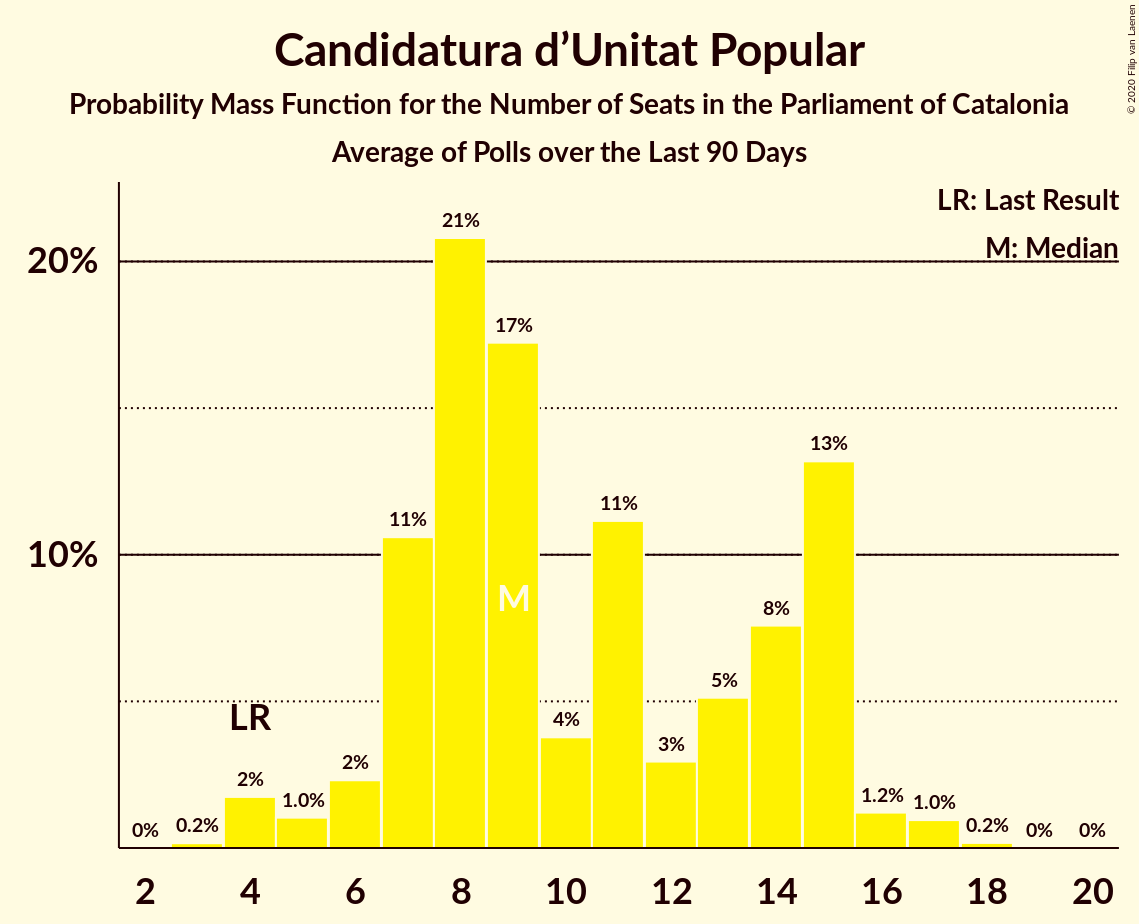 Candidatura d’Unitat Popular
Probability Mass Function for the Number of Seats in the Parliament of Catalonia
Average of Polls over the Last 90 Days
© 2020 Filip van Laenen
LR: Last Result
M: Median
20%
10%
0%
0.2%
2%
1.0%
2%
11%
21%
17%
4%
11%
3%
5%
8%
13%
1.2%
1.0%
0.2%
0%
0%
LR
M
2 4 6 8 10 12 14 16 18 20